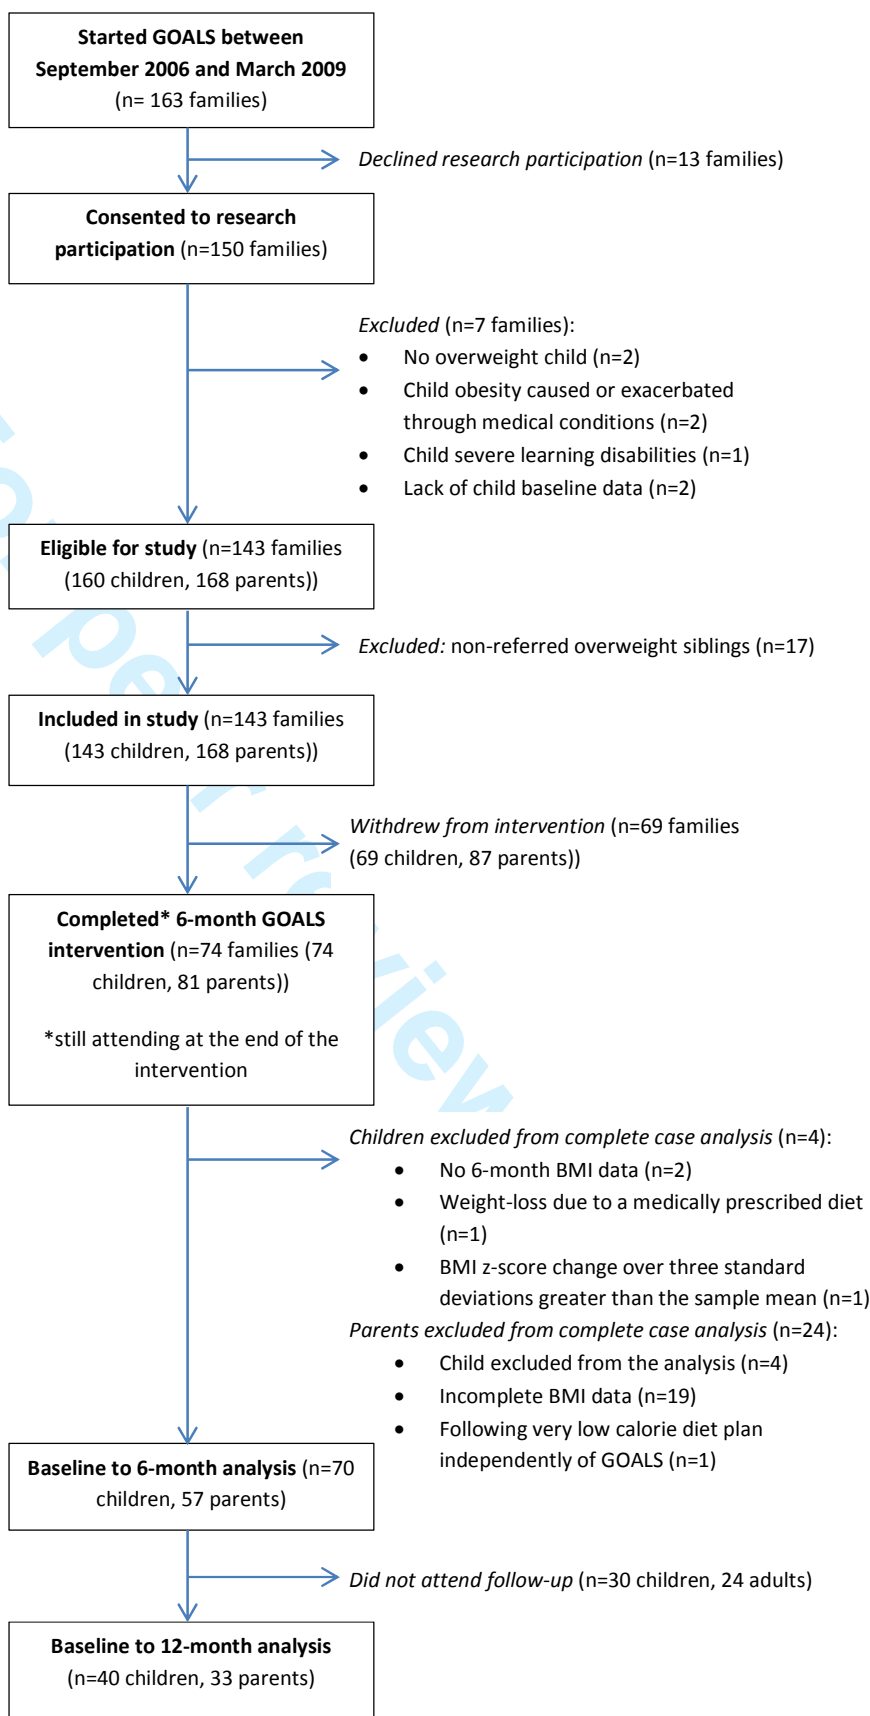 Started GOALS between
September 2006 and March 2009
(n= 163 families)
Declined research participation (n=13 families)
Consented to research
participation (n=150 families)
Excluded (n=7 families):
• No overweight child (n=2)
• Child obesity caused or exacerbated
through medical conditions (n=2)
• Child severe learning disabilities (n=1)
• Lack of child baseline data (n=2)
Eligible for study (n=143 families
(160 children, 168 parents))
Excluded: non-referred overweight siblings (n=17)
Included in study (n=143 families
(143 children, 168 parents))
Withdrew from intervention (n=69 families
(69 children, 87 parents))
Completed* 6-month GOALS
intervention (n=74 families (74
children, 81 parents))
*still attending at the end of the
intervention
Children excluded from complete case analysis (n=4):
• No 6-month BMI data (n=2)
• Weight-loss due to a medically prescribed diet
(n=1)
• BMI z-score change over three standard
deviations greater than the sample mean (n=1)
Parents excluded from complete case analysis (n=24):
• Child excluded from the analysis (n=4)
• Incomplete BMI data (n=19)
• Following very low calorie diet plan
independently of GOALS (n=1)
Baseline to 6-month analysis (n=70
children, 57 parents)
Did not attend follow-up (n=30 children, 24 adults)
Baseline to 12-month analysis
(n=40 children, 33 parents)